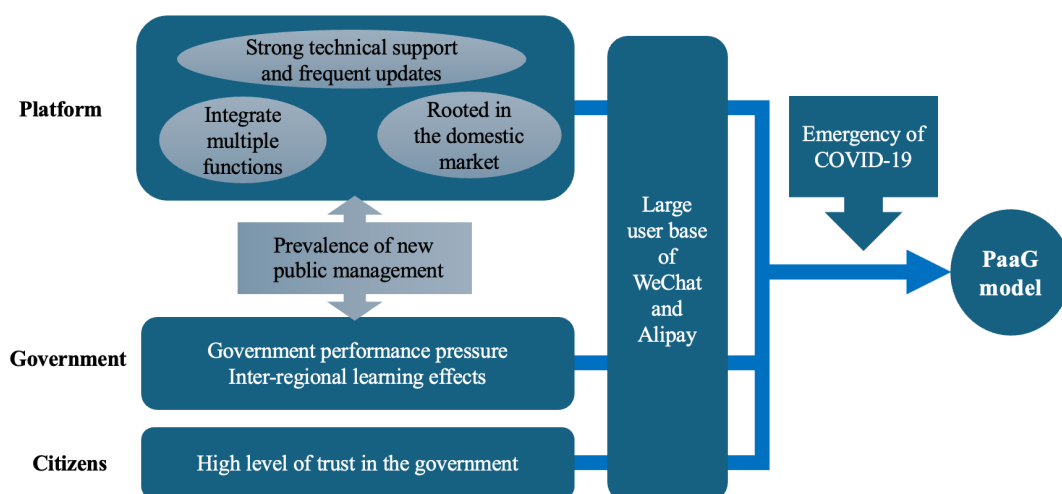 Platform
Strong technical support
and frequent updates
Integrate
multiple
functions
Rooted in
the domestic
market
Prevalence of new
public management
Government
Government performance pressure
Inter-regional learning effects
Citizens
High level of trust in the government
Large
user base
of
WeChat
and
Alipay
Emergency of
COVID-19
PaaG
model